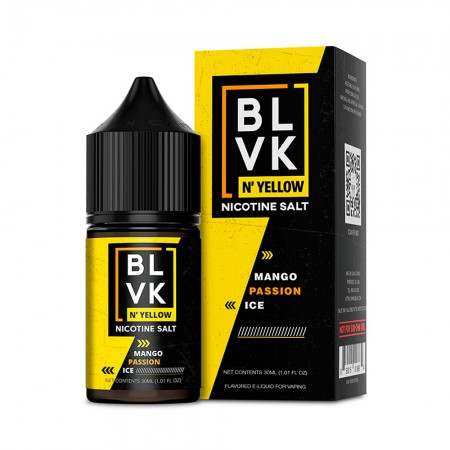 BL
VK
N' YELLOW
NICOTINE SALT
MANGO
PASSION
ICE
NET CONTENTS 30ML (1.01 FL OZ)
BL
VK
N' YELLOW
NICOTINE SALT
MANGO
PASSION
ICE
NET CONTENTS 30ML (1.01 FL OZ)
FLAVORED E-LIQUID FOR VAPING